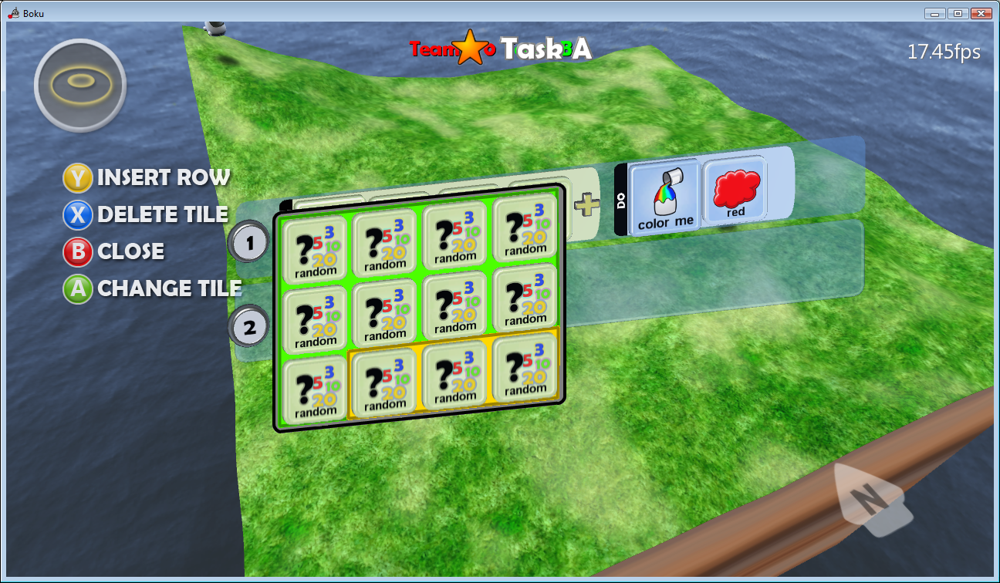 Boku
Team
Task A
17.45fps
Y INSERT ROW
X DELETE TILE
B CLOSE
A CHANGE TILE
1
DO
color me
red
? 5 3 10 20 random
? 5 3 10 20 random
? 5 3 10 20 random
? 5 3 10 20 random
2
? 5 3 10 20 random
? 5 3 10 20 random
? 5 3 10 20 random
? 5 3 10 20 random
? 5 3 10 20 random
? 5 3 10 20 random
? 5 3 10 20 random
? 5 3 10 20 random
N